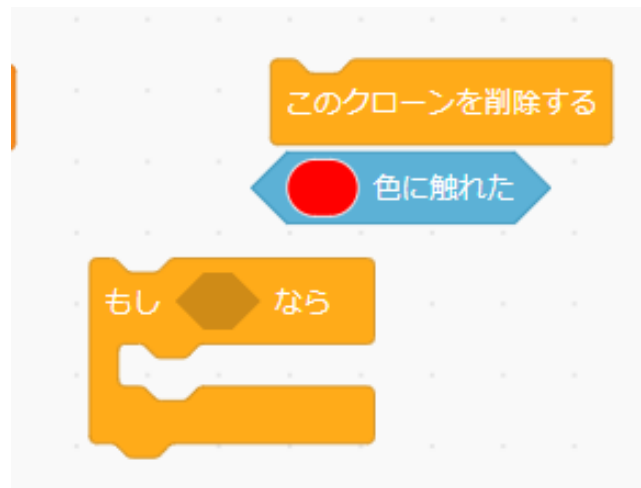 このクローンを削除する
色に触れた
もし なら